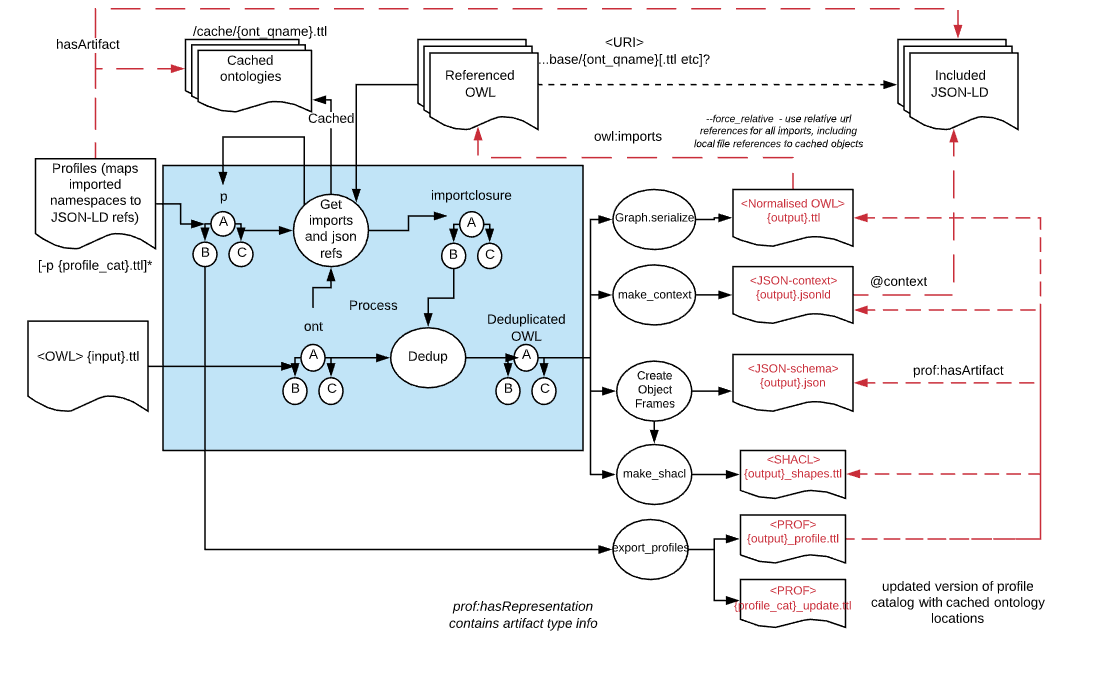 /cache/{ont_qname}.ttl
hasArtifact
Cached
ontologies
<URI>
...base/{ont_qname}[.ttl etc]?
Referenced
OWL
Included
JSON-LD
Cached
--force_relative - use relative url
references for all imports, including
local file references to cached objects
owl:imports
Profiles (maps
imported
namespaces to
JSON-LD refs)
[-p {profile_cat}.ttl]*
p
A
B
C
Get
imports
and json
refs
importclosure
A
B
C
Graph.serialize
<Normalised OWL>
{output}.ttl
make_context
<JSON-context>
{output}.jsonld
@context
Process
ont
A
B
C
Dedup
Deduplicated
OWL
A
B
C
<OWL> {input}.ttl
Create
Object
Frames
<JSON-schema>
{output}.json
prof:hasArtifact
make_shacl
<SHACL>
{output}_shapes.ttl
export_profiles
<PROF>
{output}_profile.ttl
<PROF>
{profile_cat}_update.ttl
updated version of profile
catalog with cached ontology
locations
prof:hasRepresentation
contains artifact type info